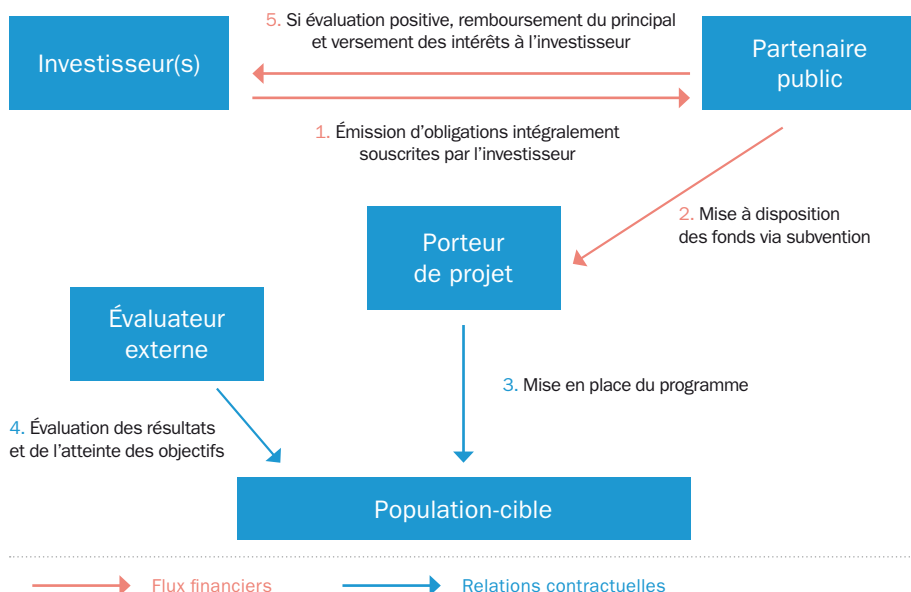 5. Si évaluation positive, remboursement du principal
et versement des intérêts à l’investisseur
Investisseur(s)
Partenaire
public
1. Émission d’obligations intégralement
souscrites par l’investisseur
2. Mise à disposition
des fonds via subvention
Porteur
de projet
Évaluateur
externe
3. Mise en place du programme
4. Évaluation des résultats
et de l’atteinte des objectifs
Population-cible
Flux financiers
Relations contractuelles